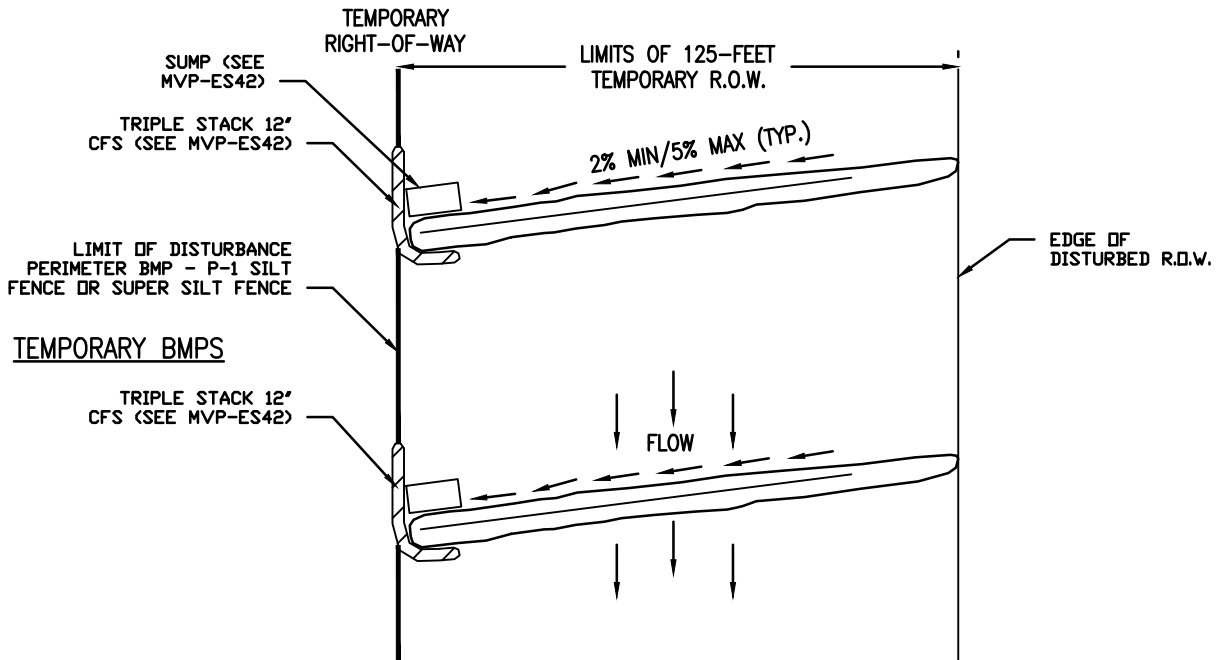 TEMPORARY
RIGHT-OF-WAY
LIMITS OF 125-FEET
TEMPORARY R.O.W.
SUMP (SEE
MVP-ES42)
TRIPLE STACK 12"
CFS (SEE MVP-ES42)
2% MIN/5% MAX (TYP.)
LIMIT OF DISTURBANCE
PERIMETER BMP - P-1 SILT
FENCE OR SUPER SILT FENCE
EDGE OF
DISTURBED R.O.W.
TEMPORARY BMPS
TRIPLE STACK 12"
CFS (SEE MVP-ES42)
FLOW